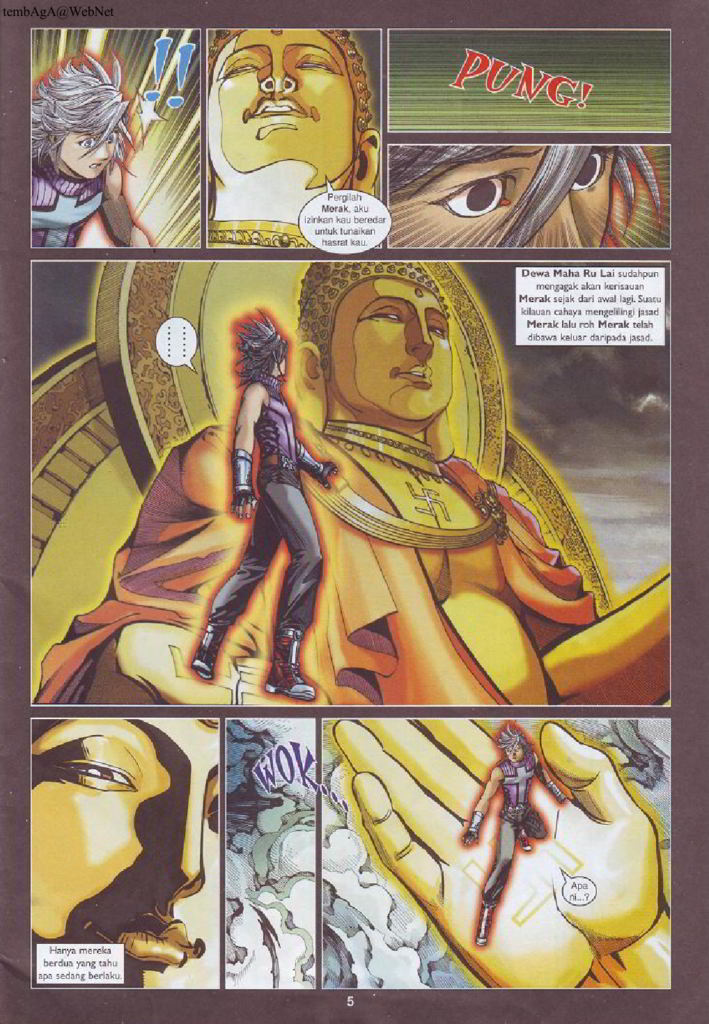 tembAgA@WebNet
!!
Pergilah
Merak, aku
izinkan kau beredar
untuk tunaikan
hasrat kau.
PUNG!
Dewa Maha Ru Lai sudahpun
mengagak akan kerisauan
Merak sejak dari awal lagi. Suatu
kilauan cahaya mengelilingi jasad
Merak lalu roh Merak telah
dibawa keluar daripada jasad.
Hanya mereka
berdua yang tahu
apa sedang berlaku.
WOK...
Apa
ni...?
5